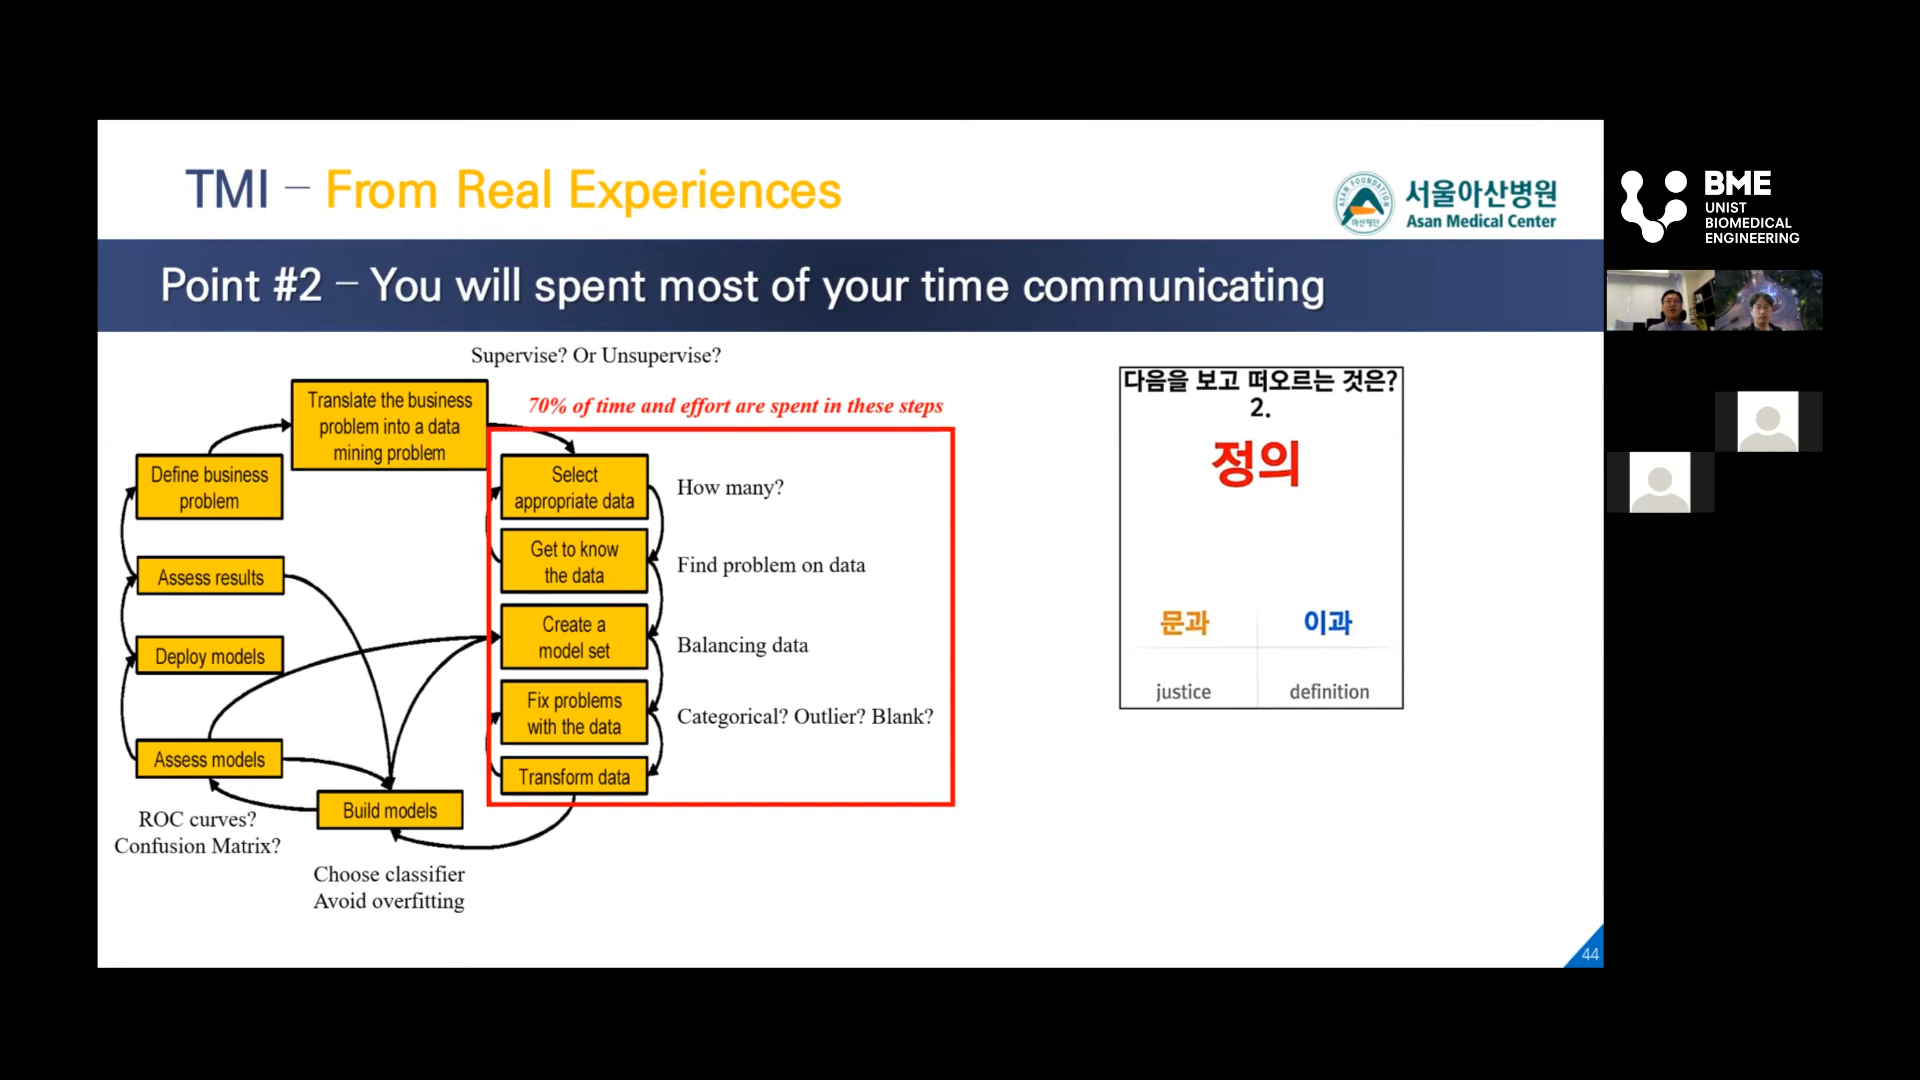 TMI – From Real Experiences
ASAN FOUNDATION
아산재단
서울아산병원
Asan Medical Center
Point #2 – You will spent most of your time communicating
Supervise? Or Unsupervise?
70% of time and effort are spent in these steps
Translate the business
problem into a data
mining problem
Define business
problem
Assess results
Deploy models
Assess models
ROC curves?
Confusion Matrix?
Build models
Choose classifier
Avoid overfitting
Select
appropriate data
How many?
Get to know
the data
Find problem on data
Create a
model set
Balancing data
Fix problems
with the data
Categorical? Outlier? Blank?
Transform data
다음을 보고 떠오르는 것은?
2.
정의
문과 이과
justice definition
44
BME
UNIST
BIOMEDICAL
ENGINEERING